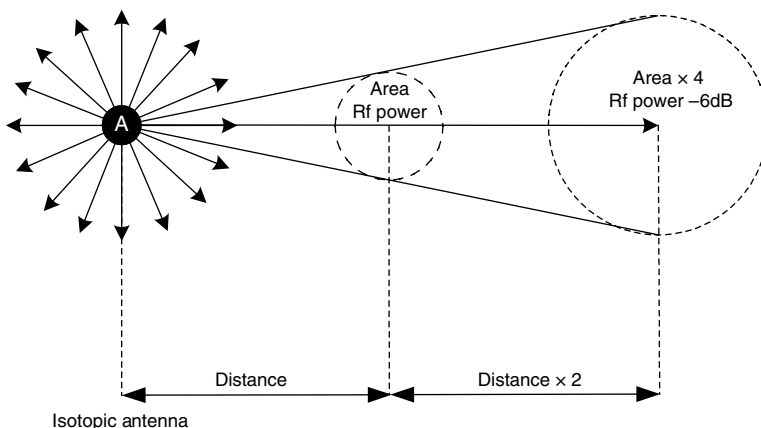 A
Area
Rf power
Area × 4
Rf power –6dB
Distance
Distance × 2
Isotopic antenna